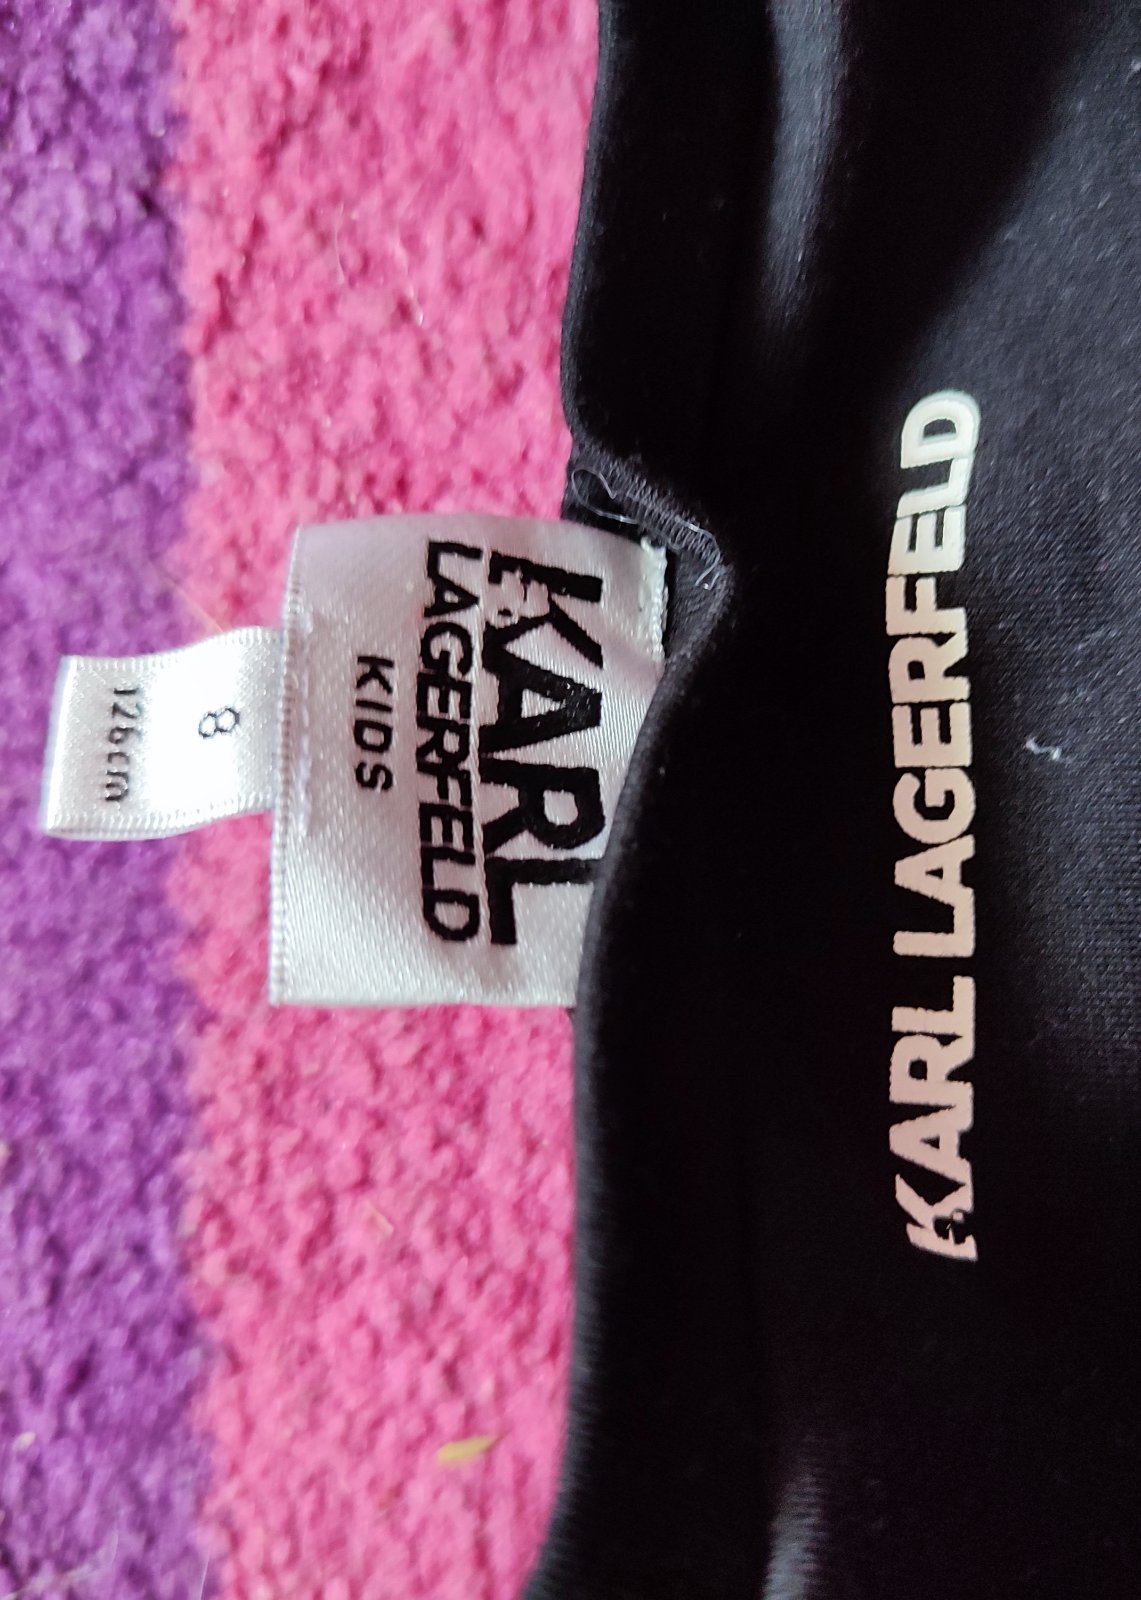 KARL
LAGERFELD
KIDS
8
126cm
KARL LAGERFELD